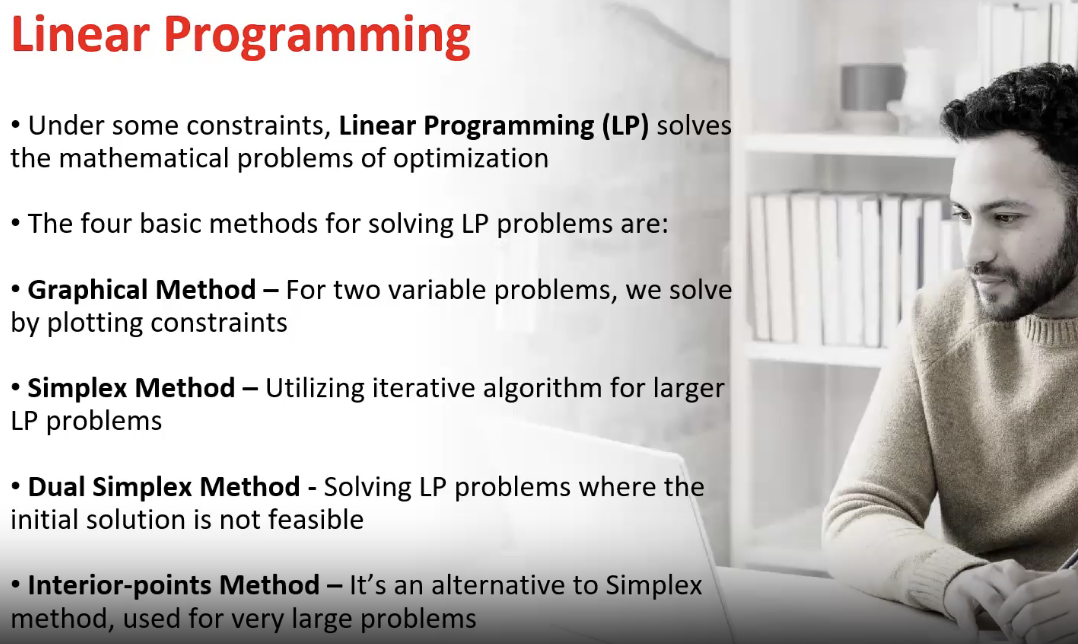 Linear Programming
• Under some constraints, Linear Programming (LP) solves
the mathematical problems of optimization
• The four basic methods for solving LP problems are:
• Graphical Method – For two variable problems, we solve
by plotting constraints
• Simplex Method – Utilizing iterative algorithm for larger
LP problems
• Dual Simplex Method - Solving LP problems where the
initial solution is not feasible
• Interior-points Method – It’s an alternative to Simplex
method, used for very large problems